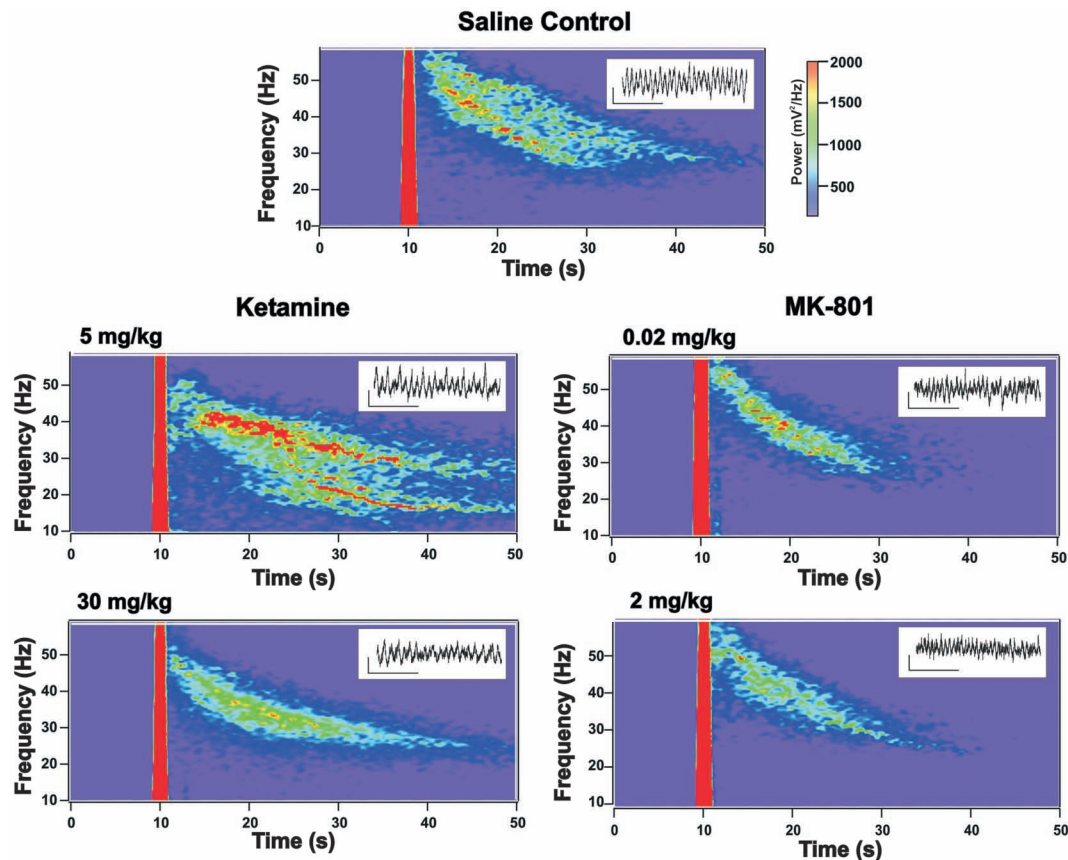 Saline Control
Frequency (Hz)
50
40
30
20
10
0 10 20 30 40 50
Time (s)
Power (mV²/Hz)
2000
1500
1000
500
Ketamine
5 mg/kg
Frequency (Hz)
50
40
30
20
10
0 10 20 30 40 50
Time (s)
MK-801
0.02 mg/kg
Frequency (Hz)
50
40
30
20
10
0 10 20 30 40 50
Time (s)
30 mg/kg
Frequency (Hz)
50
40
30
20
10
0 10 20 30 40 50
Time (s)
2 mg/kg
Frequency (Hz)
50
40
30
20
10
0 10 20 30 40 50
Time (s)